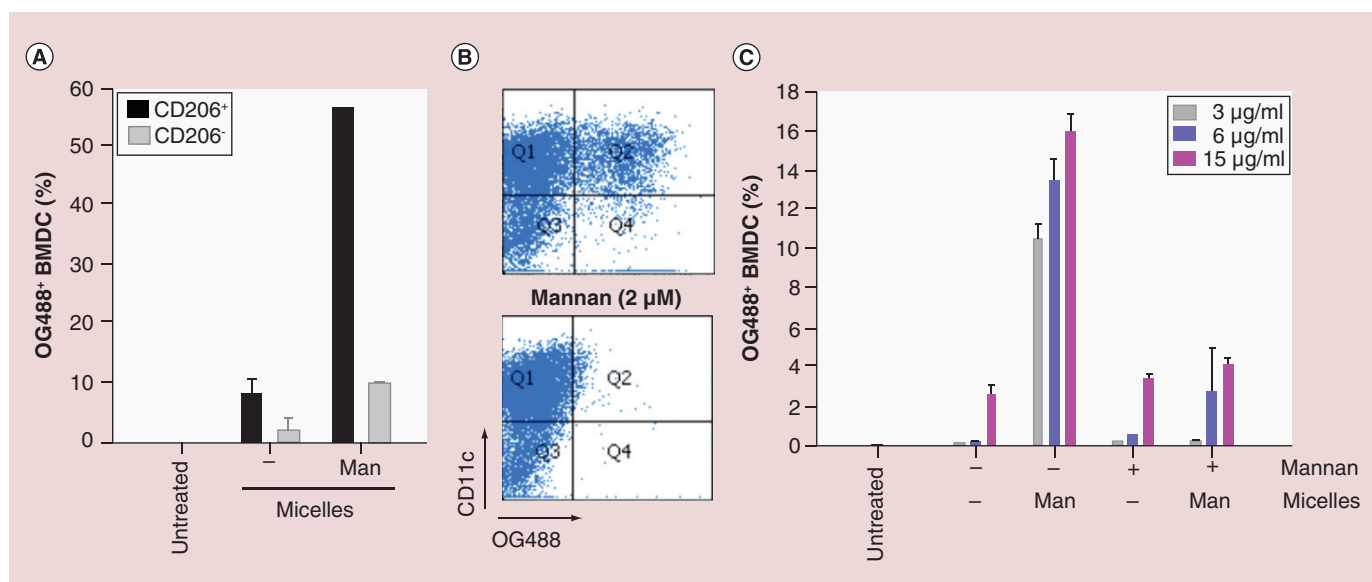 A
OG488⁺ BMDC (%)
60
50
40
30
20
10
0
CD206⁺
CD206⁻
Untreated
–
Man
Micelles
B
Q1
Q2
Q3
Q4
Mannan (2 µM)
Q1
Q2
Q3
Q4
CD11c
OG488
C
OG488⁺ BMDC (%)
18
16
14
12
10
8
6
4
2
0
3 µg/ml
6 µg/ml
15 µg/ml
Untreated
– – + + Mannan
– Man – Man Micelles